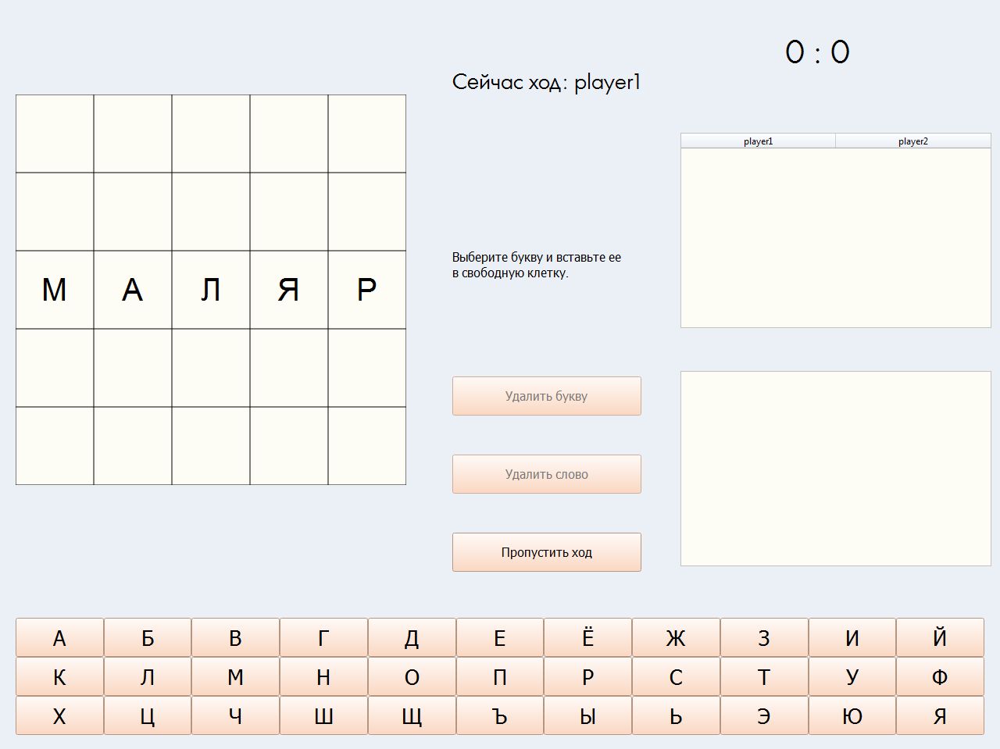 0 : 0
Сейчас ход: player1
player1 player2
Выберите букву и вставьте ее
в свободную клетку.
М А Л Я Р
Удалить букву
Удалить слово
Пропустить ход
А Б В Г Д Е Ё Ж З И Й
К Л М Н О П Р С Т У Ф
Х Ц Ч Ш Щ Ъ Ы Ь Э Ю Я